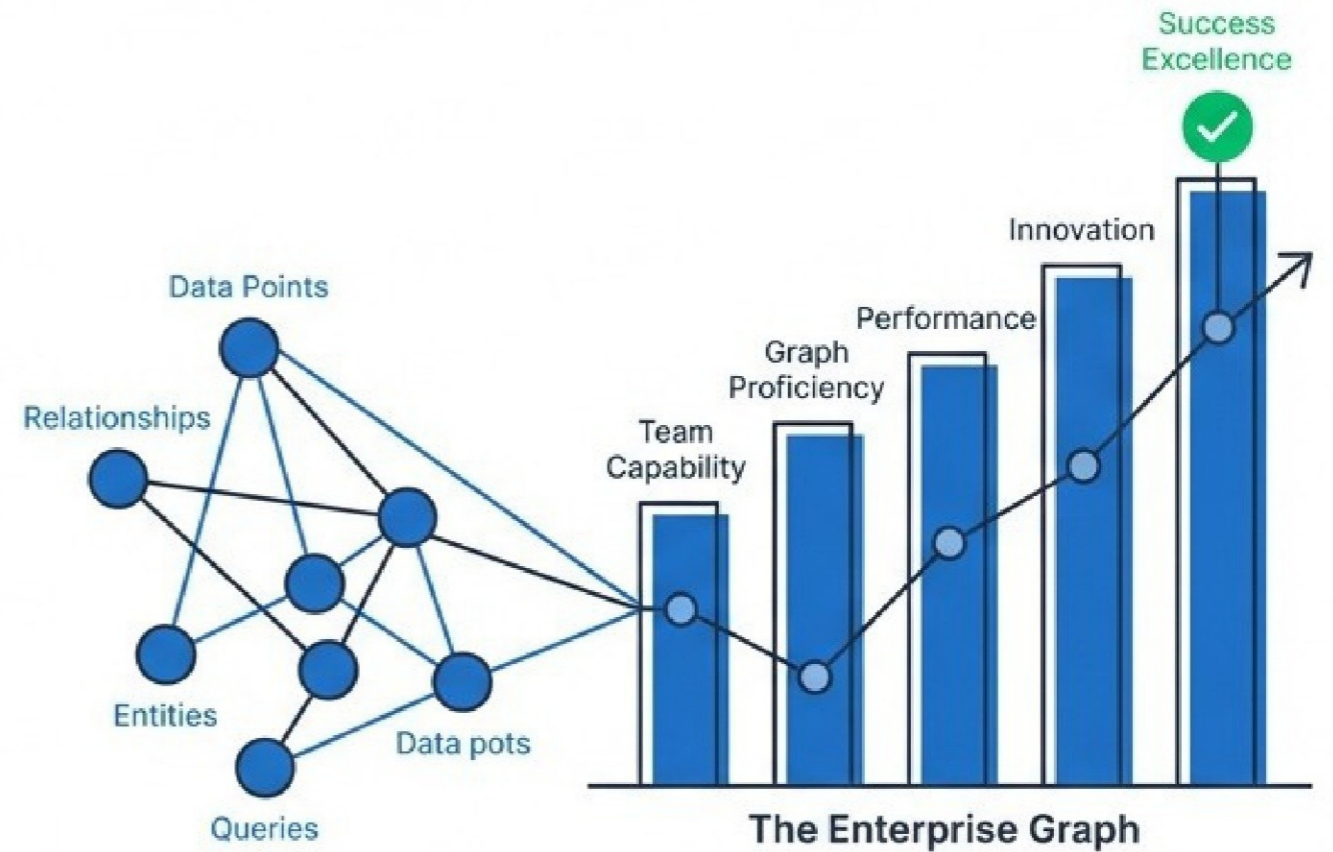 Success
Excellence
Innovation
Performance
Graph
Proficiency
Team
Capability
Data Points
Relationships
Entities
Data pots
Queries
The Enterprise Graph